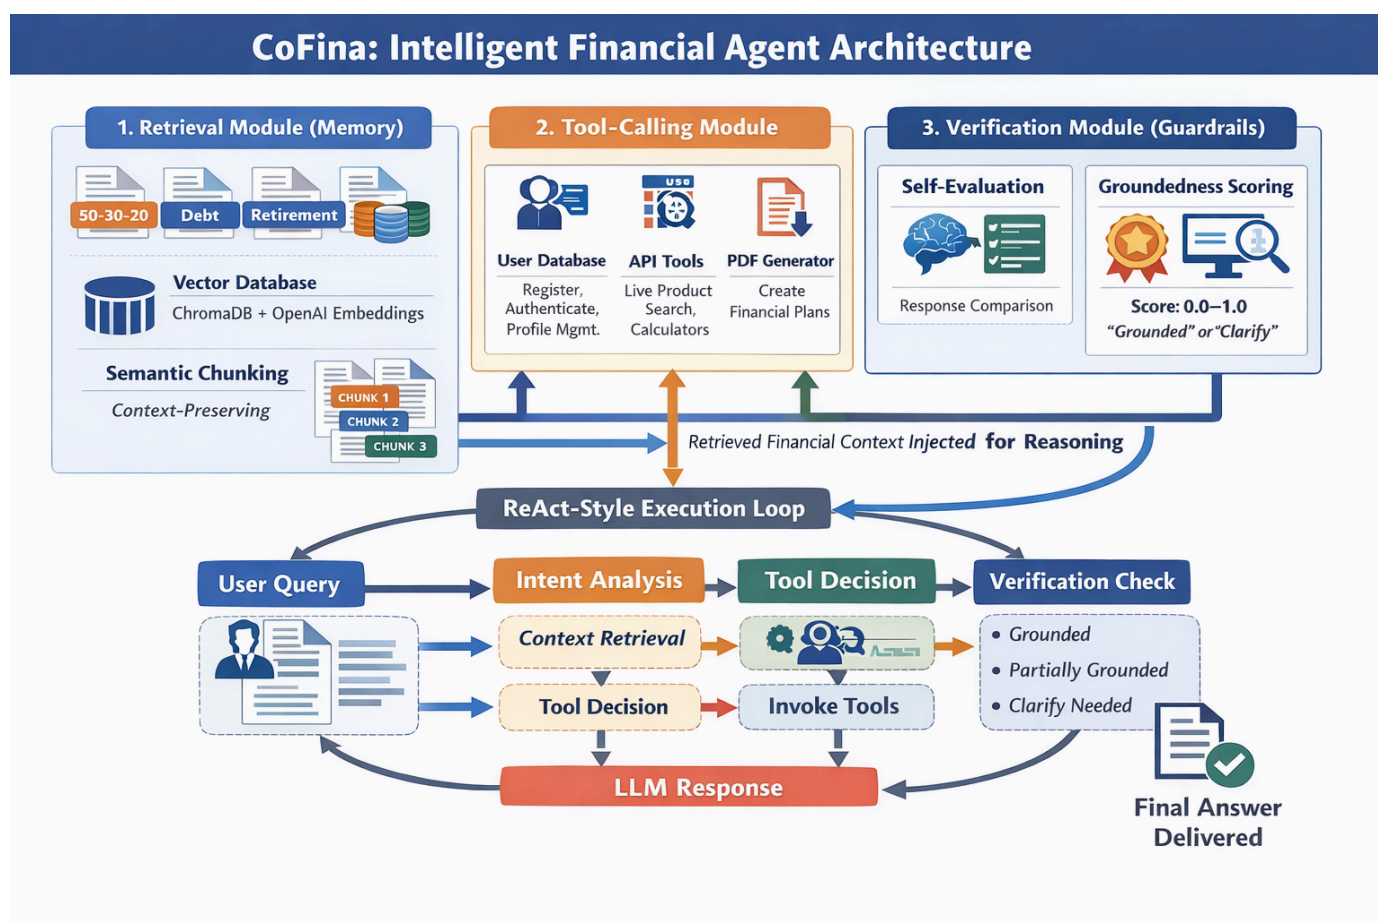 CoFina: Intelligent Financial Agent Architecture
1. Retrieval Module (Memory)
50-30-20
Debt
Retirement
Vector Database
ChromaDB + OpenAI Embeddings
Semantic Chunking
Context-Preserving
CHUNK 1
CHUNK 2
CHUNK 3
2. Tool-Calling Module
User Database
Register,
Authenticate,
Profile Mgmt.
API Tools
Live Product
Search,
Calculators
PDF Generator
Create
Financial Plans
3. Verification Module (Guardrails)
Self-Evaluation
Response Comparison
Groundedness Scoring
Score: 0.0–1.0
"Grounded" or "Clarify"
Retrieved Financial Context Injected for Reasoning
ReAct-Style Execution Loop
User Query
Intent Analysis
Tool Decision
Verification Check
Context Retrieval
Tool Decision
Invoke Tools
• Grounded
• Partially Grounded
• Clarify Needed
LLM Response
Final Answer
Delivered